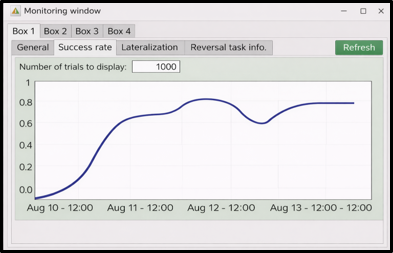 Monitoring window
Box 1 Box 2 Box 3 Box 4
General Success rate Lateralization Reversal task info. Refresh
Number of trials to display: 1000
1
0.8
0.6
0.4
0.2
0.0
Aug 10 - 12:00 Aug 11 - 12:00 Aug 12 - 12:00 Aug 13 - 12:00 - 12:00